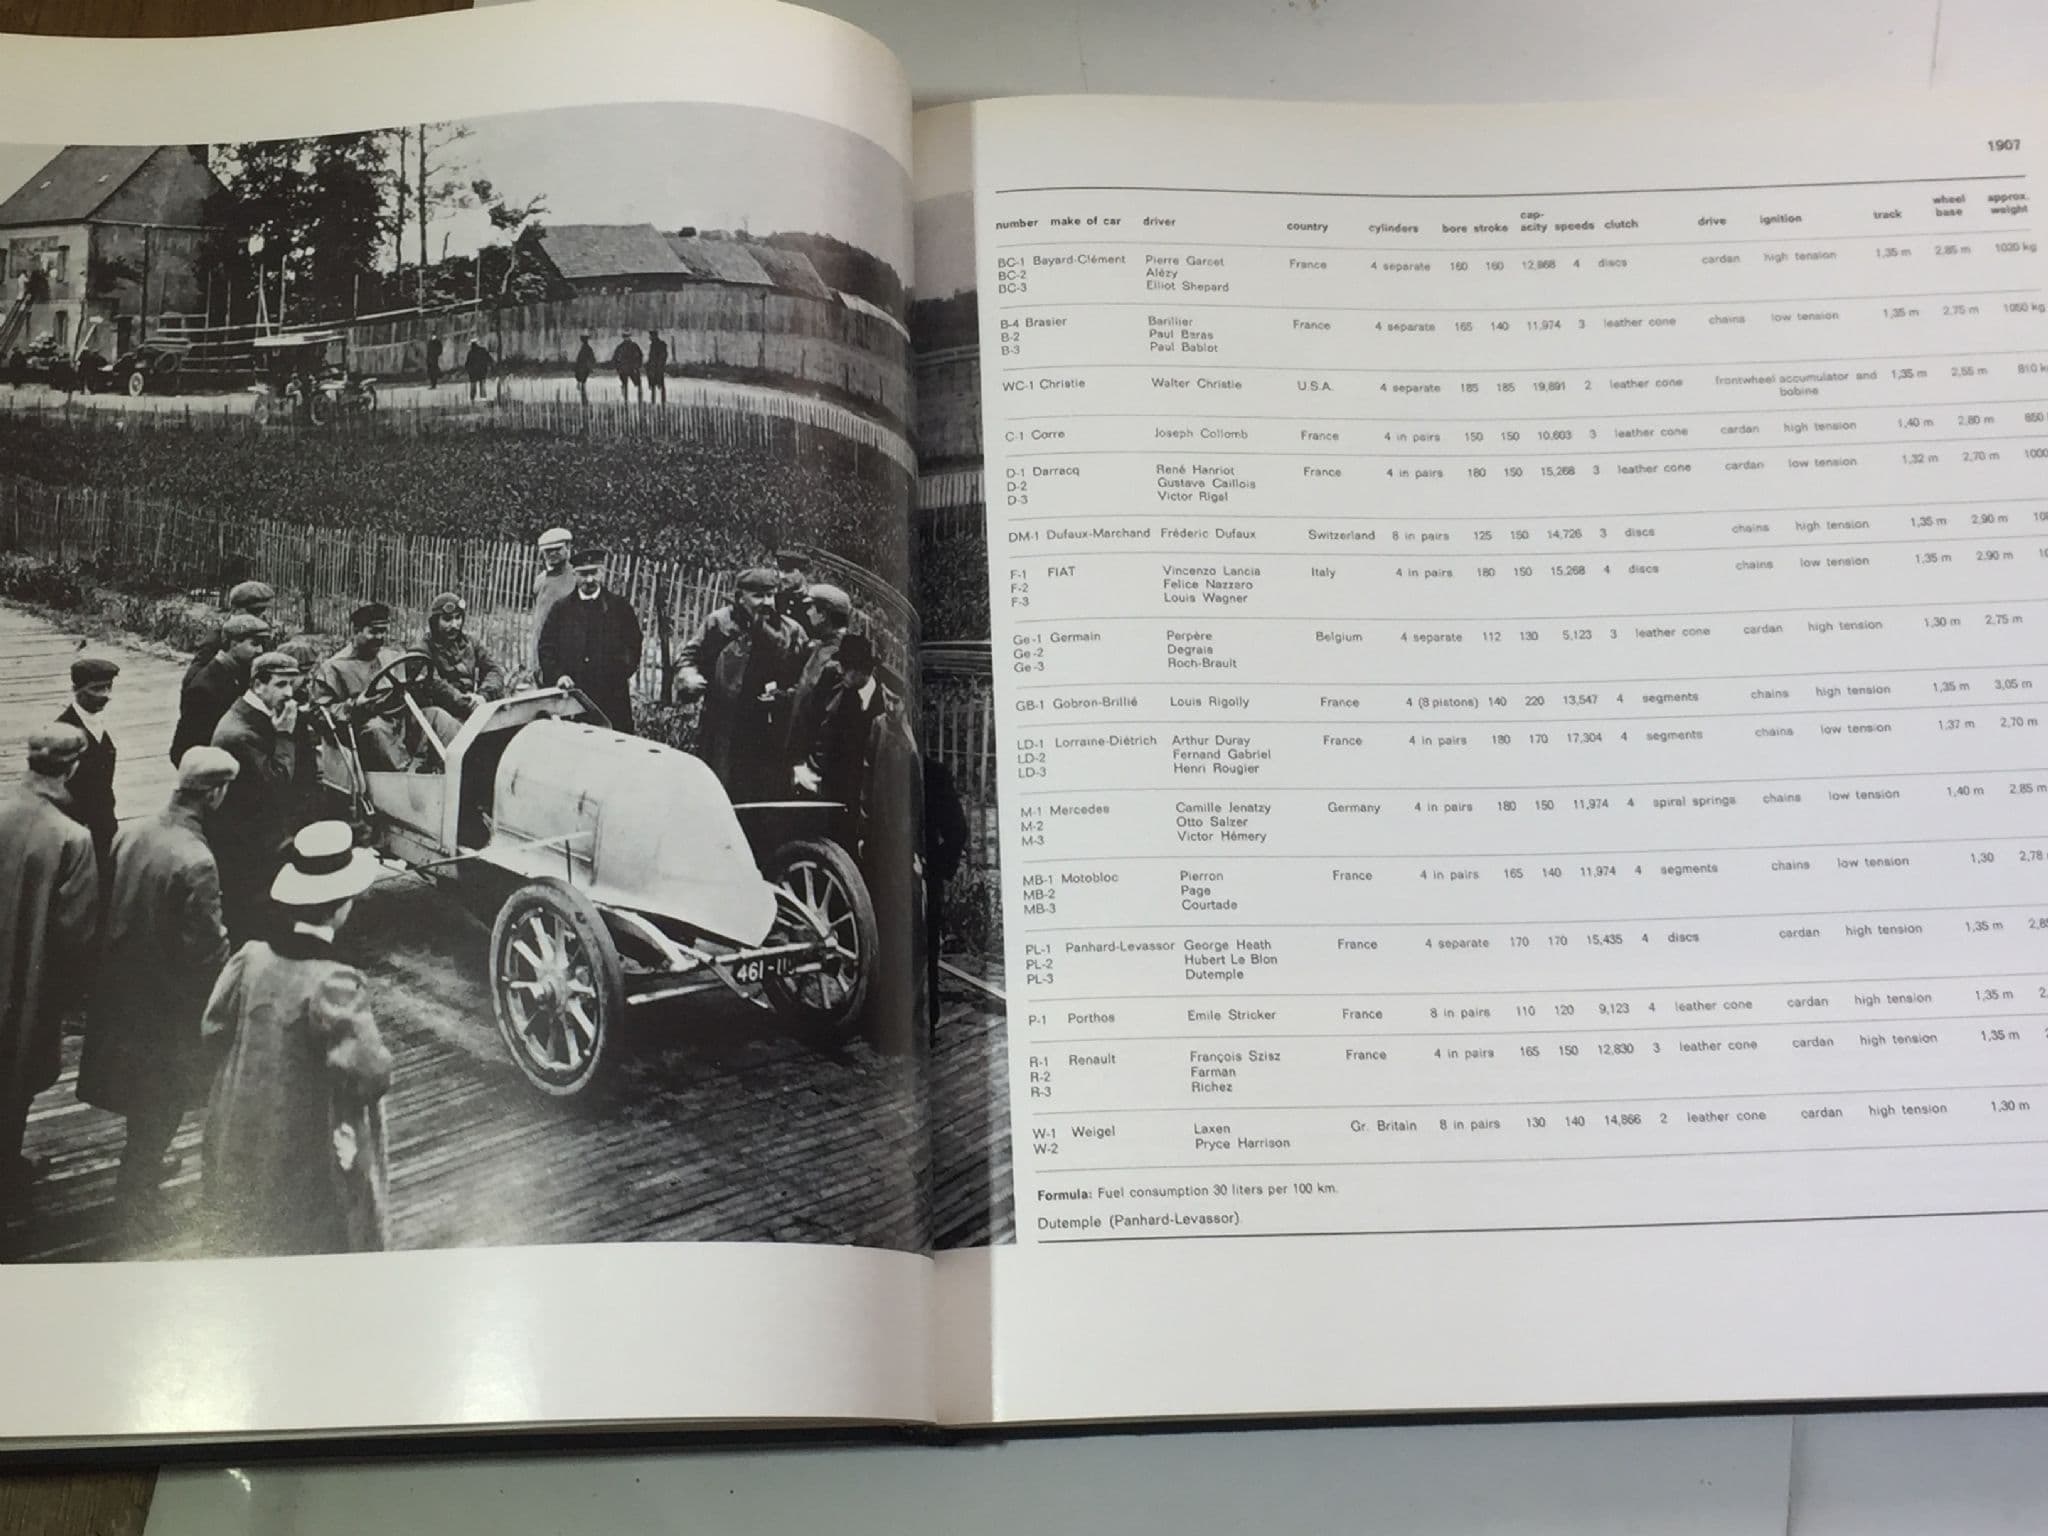 461-
1907
number make of car driver country cylinders bore stroke cap- acity speeds clutch drive ignition track wheel base approx. weight
BC-1 Bayard-Clément Pierre Garcet France 4 separate 160 160 12,868 4 discs cardan high tension 1,35 m 2,85 m 1020 kg
BC-2 Alézy
BC-3 Elliot Shepard
B-4 Brasier Barillier France 4 separate 165 140 11,974 3 leather cone chains low tension 1,35 m 2,75 m 1050 kg
B-2 Paul Baras
B-3 Paul Bablot
WC-1 Christie Walter Christie U.S.A. 4 separate 185 185 19,891 2 leather cone frontwheel accumulator and 1,35 m 2,55 m 810
bobine
C-1 Corre Joseph Collomb France 4 in pairs 150 150 10,603 3 leather cone cardan high tension 1,40 m 2,80 m 850
D-1 Darracq René Hanriot France 4 in pairs 180 150 15,268 3 leather cone cardan low tension 1,32 m 2,70 m 1000
D-2 Gustave Caillois
D-3 Victor Rigal
DM-1 Dufaux-Marchand Fréderic Dufaux Switzerland 8 in pairs 125 150 14,726 3 discs chains high tension 1,35 m 2,90 m
F-1 FIAT Vincenzo Lancia Italy 4 in pairs 180 150 15,268 4 discs chains low tension 1,35 m 2,90 m
F-2 Felice Nazzaro
F-3 Louis Wagner
Ge-1 Germain Perpère Belgium 4 separate 112 130 5,123 3 leather cone cardan high tension 1,30 m 2,75 m
Ge-2 Degrais
Ge-3 Roch-Brault
GB-1 Gobron-Brillié Louis Rigolly France 4 (8 pistons) 140 220 13,547 4 segments chains high tension 1,35 m 3,05 m
LD-1 Lorraine-Diétrich Arthur Duray France 4 in pairs 180 170 17,304 4 segments chains low tension 1,37 m 2,70 m
LD-2 Fernand Gabriel
LD-3 Henri Rougier
M-1 Mercedes Camille Jenatzy Germany 4 in pairs 180 150 11,974 4 spiral springs chains low tension 1,40 m 2,85 m
M-2 Otto Salzer
M-3 Victor Hémery
MB-1 Motobloc Pierron France 4 in pairs 165 140 11,974 4 segments chains low tension 1,30 2,78
MB-2 Page
MB-3 Courtade
PL-1 Panhard-Levassor George Heath France 4 separate 170 170 15,435 4 discs cardan high tension 1,35 m
PL-2 Hubert Le Blon
PL-3 Dutemple
P-1 Porthos Emile Stricker France 8 in pairs 110 120 9,123 4 leather cone cardan high tension 1,35 m
R-1 Renault François Szisz France 4 in pairs 165 150 12,830 3 leather cone cardan high tension 1,35 m
R-2 Farman
R-3 Richez
W-1 Weigel Laxen Gr. Britain 8 in pairs 130 140 14,866 2 leather cone cardan high tension 1,30 m
W-2 Pryce Harrison
Formula: Fuel consumption 30 liters per 100 km.
Dutemple (Panhard-Levassor).